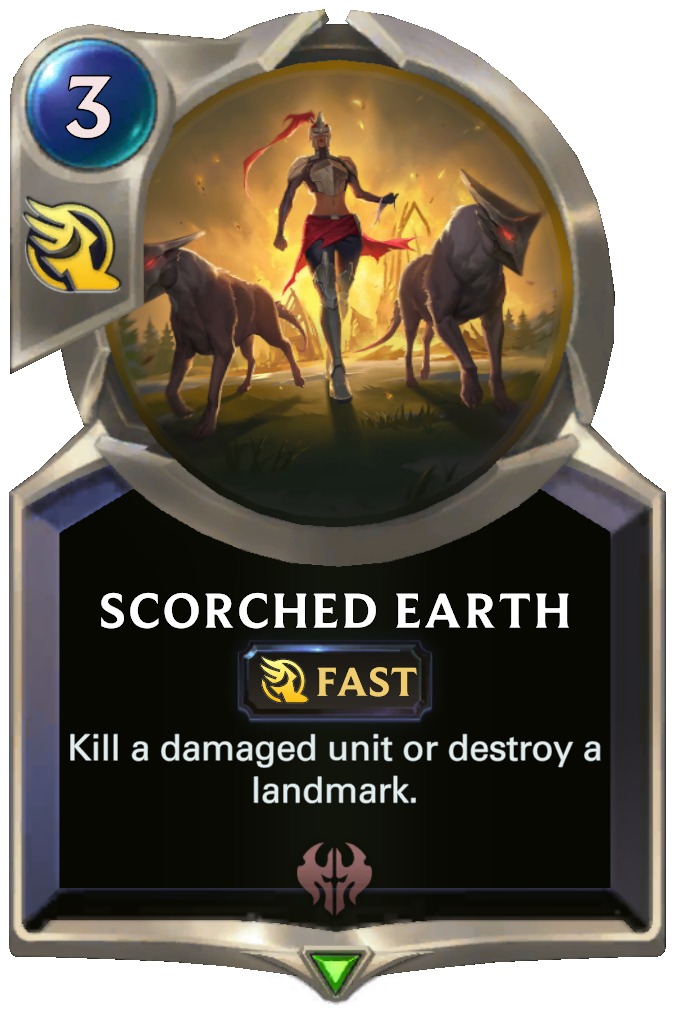 3
SCORCHED EARTH
FAST
Kill a damaged unit or destroy a
landmark.